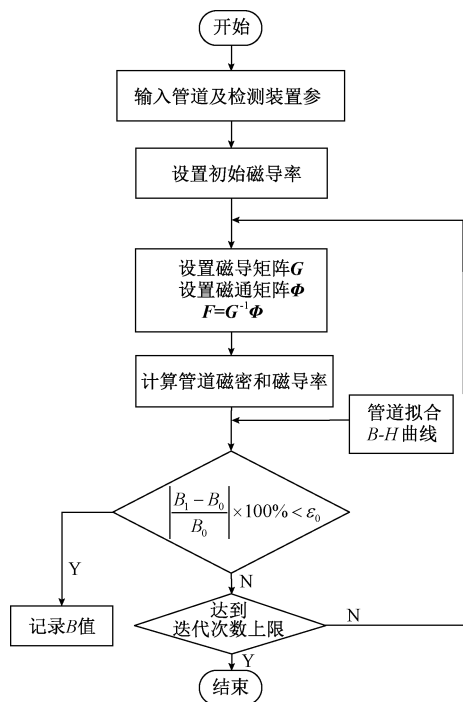 开始
输入管道及检测装置参
设置初始磁导率
设置磁导矩阵G
设置磁通矩阵Φ
F=G⁻¹Φ
计算管道磁密和磁导率
管道拟合
B-H曲线
|(B₁−B₀)/B₀|×100%<ε₀
Y
N
记录B值
达到
迭代次数上限
N
Y
结束